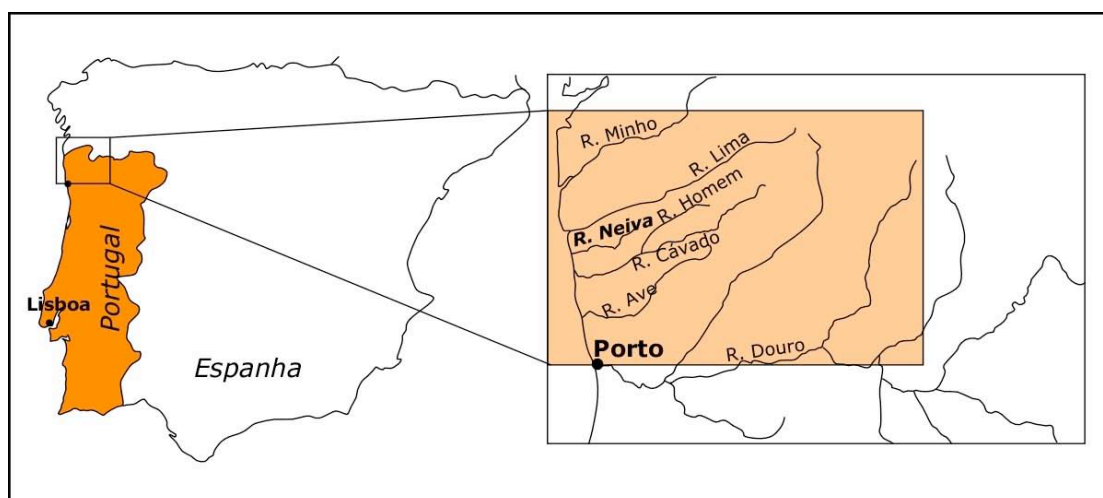 Lisboa
Portugal
Espanha
R. Minho
R. Lima
R. Homem
R. Neiva
R. Cávado
R. Ave
Porto
R. Douro